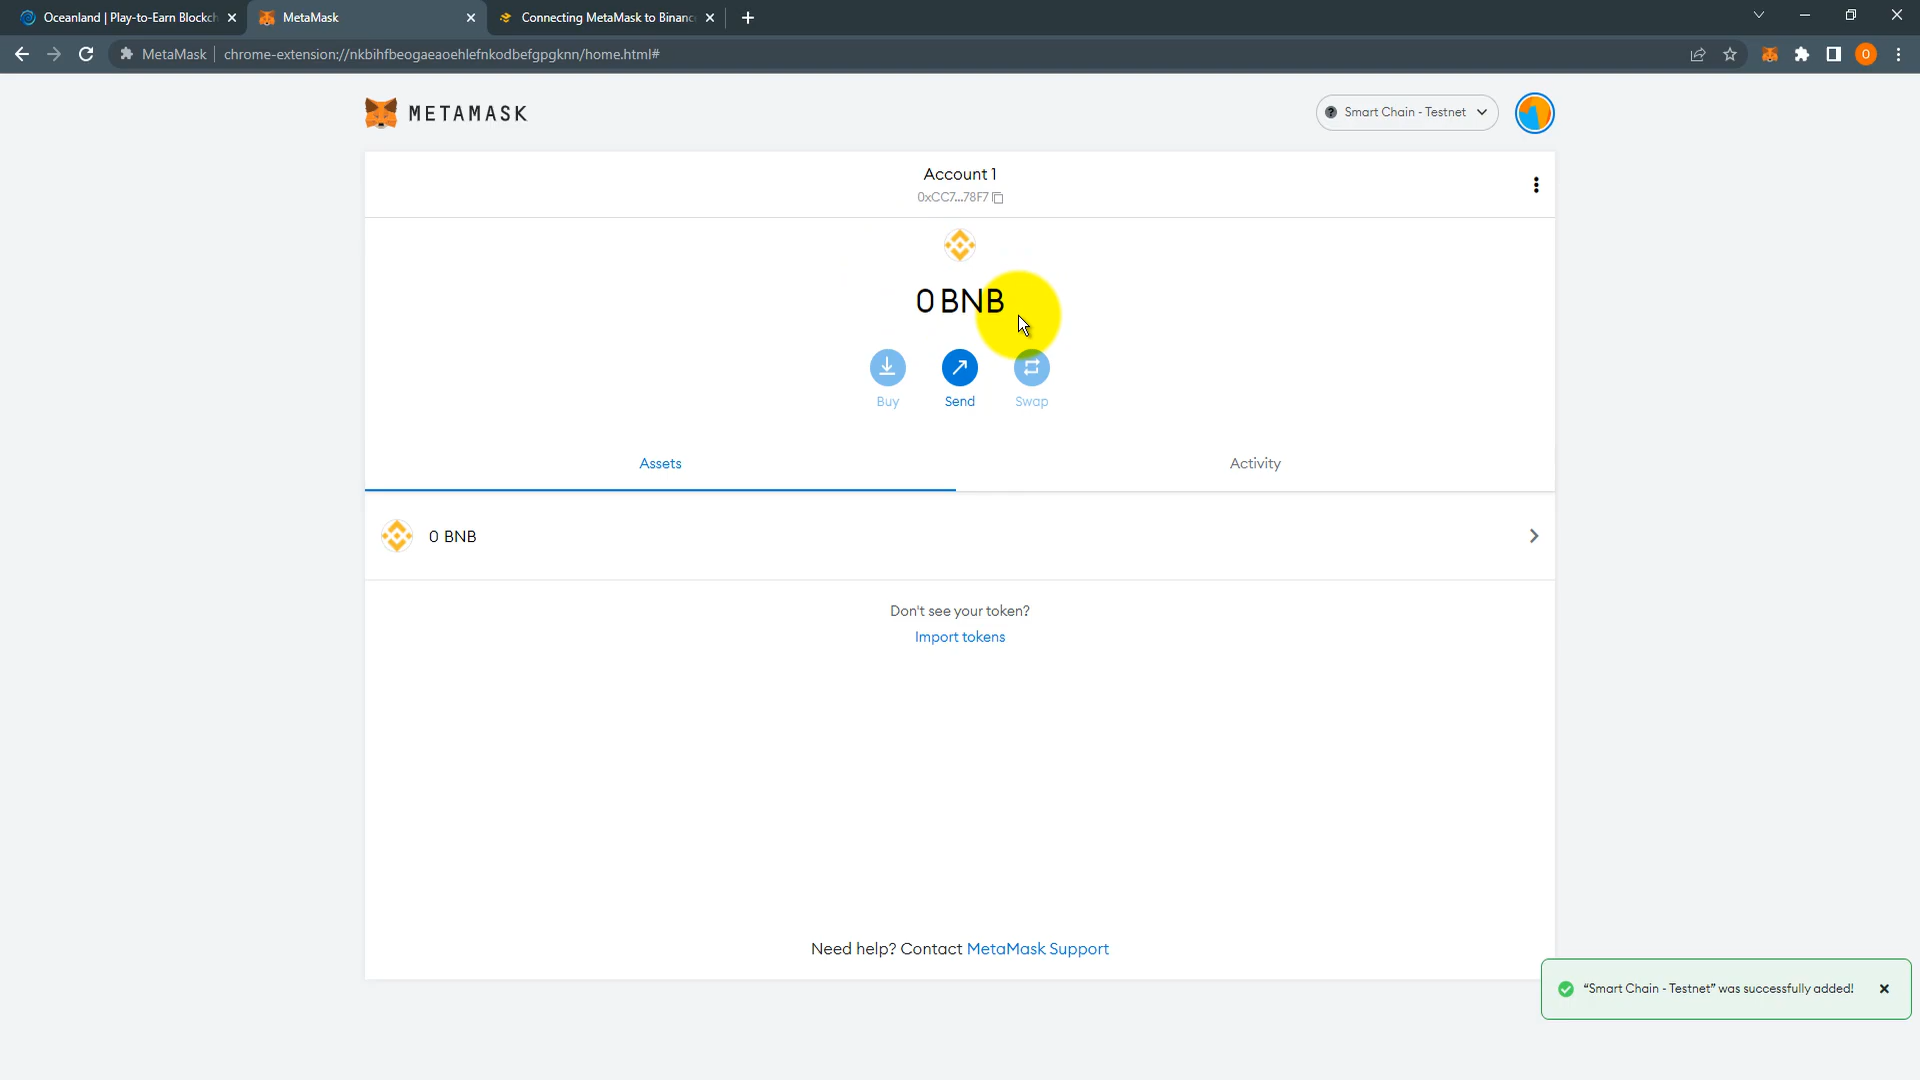 Oceanland | Play-to-Earn Blockch
MetaMask
Connecting MetaMask to Binanc
MetaMask
chrome-extension://nkbihfbeogaeaoehlefnkodbefgpgknn/home.html#
O
METAMASK
Smart Chain - Testnet
Account 1
0xCC7...78F7
0 BNB
Buy
Send
Swap
Assets
Activity
0 BNB
Don't see your token?
Import tokens
Need help? Contact MetaMask Support
“Smart Chain - Testnet” was successfully added!